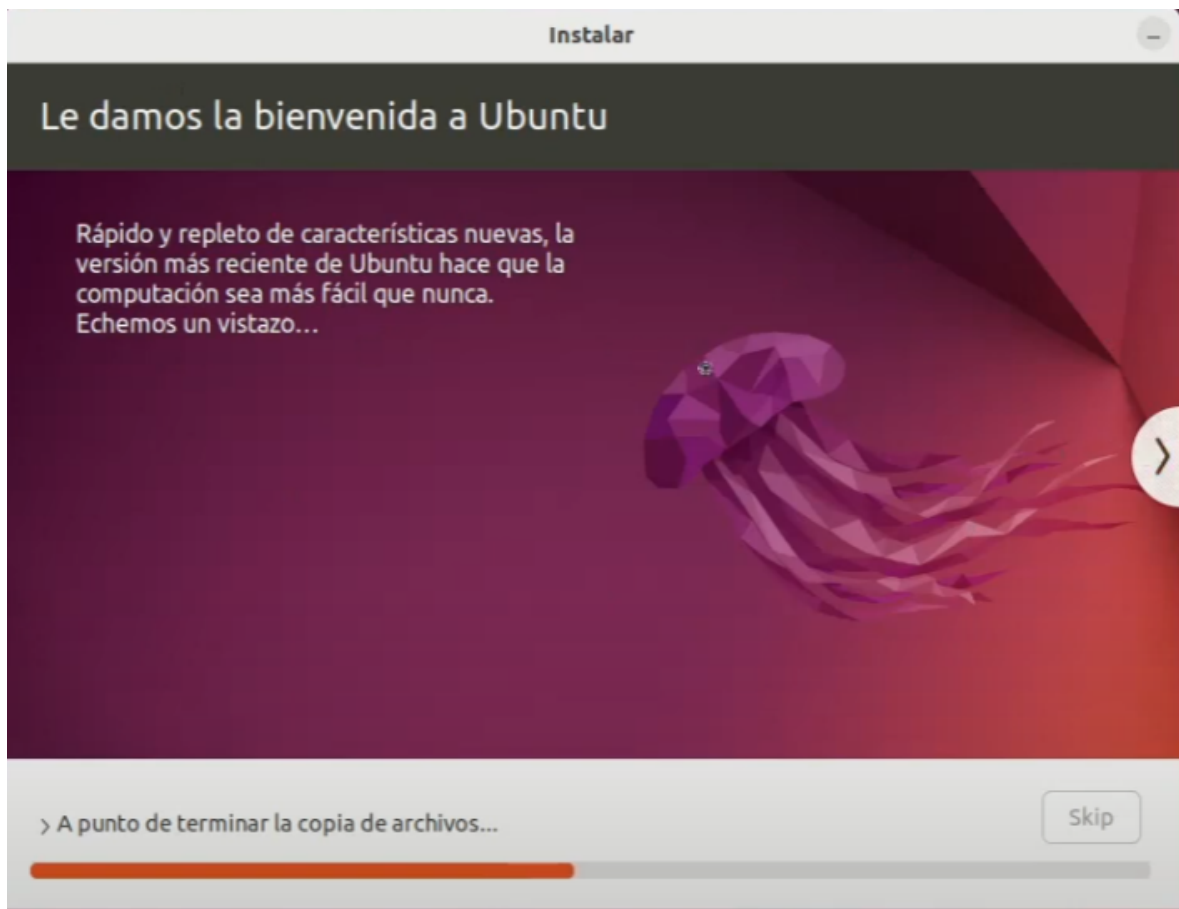 Instalar
Le damos la bienvenida a Ubuntu
Rápido y repleto de características nuevas, la
versión más reciente de Ubuntu hace que la
computación sea más fácil que nunca.
Echemos un vistazo...
> A punto de terminar la copia de archivos...
Skip